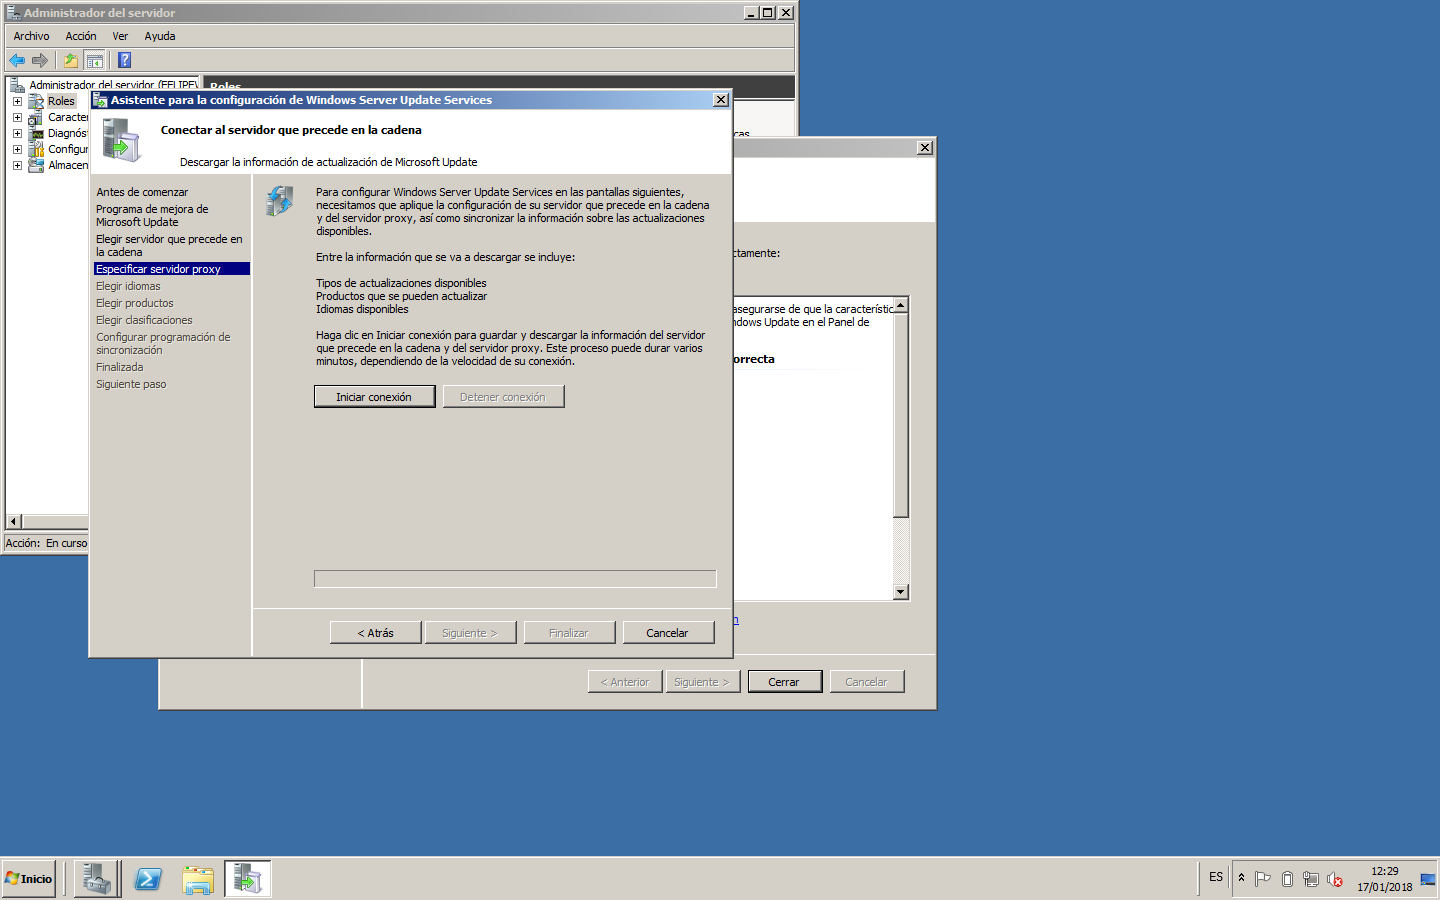 Administrador del servidor
Archivo Acción Ver Ayuda
Administrador del servidor (FELIPEV
Roles
Roles
Diagnóst
Configur
Almacen
Acción: En curso
Asistente para la configuración de Windows Server Update Services
Conectar al servidor que precede en la cadena
Descargar la información de actualización de Microsoft Update
Antes de comenzar
Programa de mejora de
Microsoft Update
Elegir servidor que precede en
la cadena
Especificar servidor proxy
Elegir idiomas
Elegir productos
Elegir clasificaciones
Configurar programación de
sincronización
Finalizada
Siguiente paso
Para configurar Windows Server Update Services en las pantallas siguientes,
necesitamos que aplique la configuración de su servidor que precede en la cadena
y del servidor proxy, así como sincronizar la información sobre las actualizaciones
disponibles.
Entre la información que se va a descargar se incluye:
Tipos de actualizaciones disponibles
Productos que se pueden actualizar
Idiomas disponibles
Haga clic en Iniciar conexión para guardar y descargar la información del servidor
que precede en la cadena y del servidor proxy. Este proceso puede durar varios
minutos, dependiendo de la velocidad de su conexión.
Iniciar conexión Detener conexión
< Atrás Siguiente > Finalizar Cancelar
cas
ctamente:
asegurarse de que la característic
ndows Update en el Panel de
orrecta
n
< Anterior Siguiente > Cerrar Cancelar
Inicio
ES
12:29
17/01/2018